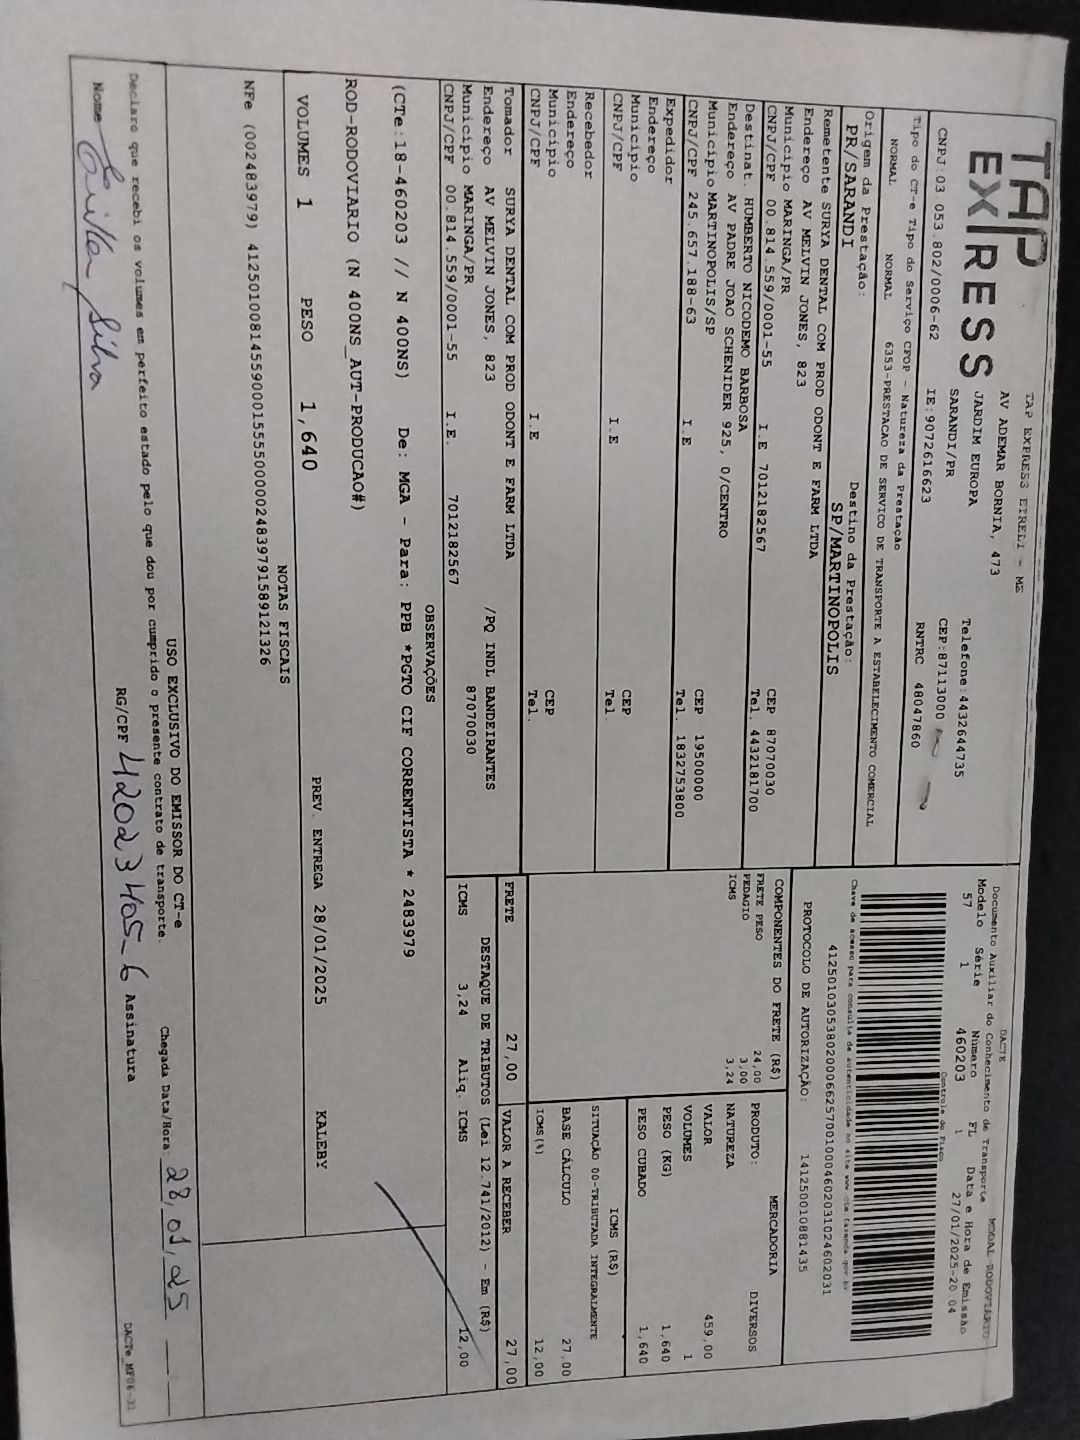 TAP
EXPRESS
TAP EXPRESS EIRELI - ME
AV ADEMAR BORNIA, 473
JARDIM EUROPA
SARANDI/PR
Telefone:4432644735
CEP:87113000
CNPJ:03.053.802/0006-62
IE:9072616623
RNTRC 48047860
Tipo do CT-e Tipo do Serviço CFOP - Natureza da Prestação
NORMAL NORMAL 6353-PRESTACAO DE SERVICO DE TRANSPORTE A ESTABELECIMENTO COMERCIAL
Origem da Prestação: Destino da Prestação:
PR/SARANDI SP/MARTINOPOLIS
Remetente SURYA DENTAL COM PROD ODONT E FARM LTDA
Endereço AV MELVIN JONES, 823
Município MARINGA/PR CEP 87070030
CNPJ/CPF 00.814.559/0001-55 I.E 7012182567 Tel. 4432181700
Destinat. HUMBERTO NICODEMO BARBOSA
Endereço AV PADRE JOAO SCHENIDER 925, 0/CENTRO
Município MARTINOPOLIS/SP CEP 19500000
CNPJ/CPF 245.657.188-63 I.E Tel. 1832753800
Expedidor
Endereço
Município CEP
CNPJ/CPF I.E Tel.
Recebedor
Endereço
Município CEP
CNPJ/CPF I.E Tel.
Tomador SURYA DENTAL COM PROD ODONT E FARM LTDA
Endereço AV MELVIN JONES, 823 /PQ INDL BANDEIRANTES
Município MARINGA/PR 87070030
CNPJ/CPF 00.814.559/0001-55 I.E. 7012182567
DACTE
Documento Auxiliar do Conhecimento de Transporte MODAL RODOVIARIO
Modelo Série Número FL Data e Hora de Emissão
57 1 460203 1 27/01/2025-20 04
Controle do Fisco
Chave de acesso para consulta de autenticidade no site www.cte.fazenda.gov.br
41250103053802000662570010004602031024602031
PROTOCOLO DE AUTORIZAÇÃO: 141250010881435
COMPONENTES DO FRETE (R$)
FRETE PESO 24,00
PEDAGIO 3,00
ICMS 3,24
MERCADORIA
PRODUTO: DIVERSOS
NATUREZA
VALOR 459,00
VOLUMES 1
PESO (KG) 1,640
PESO CUBADO 1,640
ICMS (R$)
SITUAÇÃO 00-TRIBUTADA INTEGRALMENTE
BASE CÁLCULO 27,00
ICMS(%) 12,00
FRETE 27,00 VALOR A RECEBER 27,00
DESTAQUE DE TRIBUTOS (Lei 12.741/2012) - Em (R$)
ICMS 3,24 Aliq. ICMS 12,00
OBSERVAÇÕES
(CTe:18-460203 // N 400NS) De: MGA - Para: PPB *PGTO CIF CORRENTISTA * 2483979
ROD-RODOVIARIO (N 400NS_AUT-PRODUCAO#)
VOLUMES 1 PESO 1,640 PREV. ENTREGA 28/01/2025 KALEBY
NOTAS FISCAIS
NFe (002483979) 41250100814559000155550000024839791589121326
USO EXCLUSIVO DO EMISSOR DO CT-e
Declaro que recebi os volumes em perfeito estado pelo que dou por cumprido o presente contrato de transporte. Chegada Data/Hora: 28/01/25
Nome Silva RG/CPF 42023405-6 Assinatura
DACTe_MF06-31